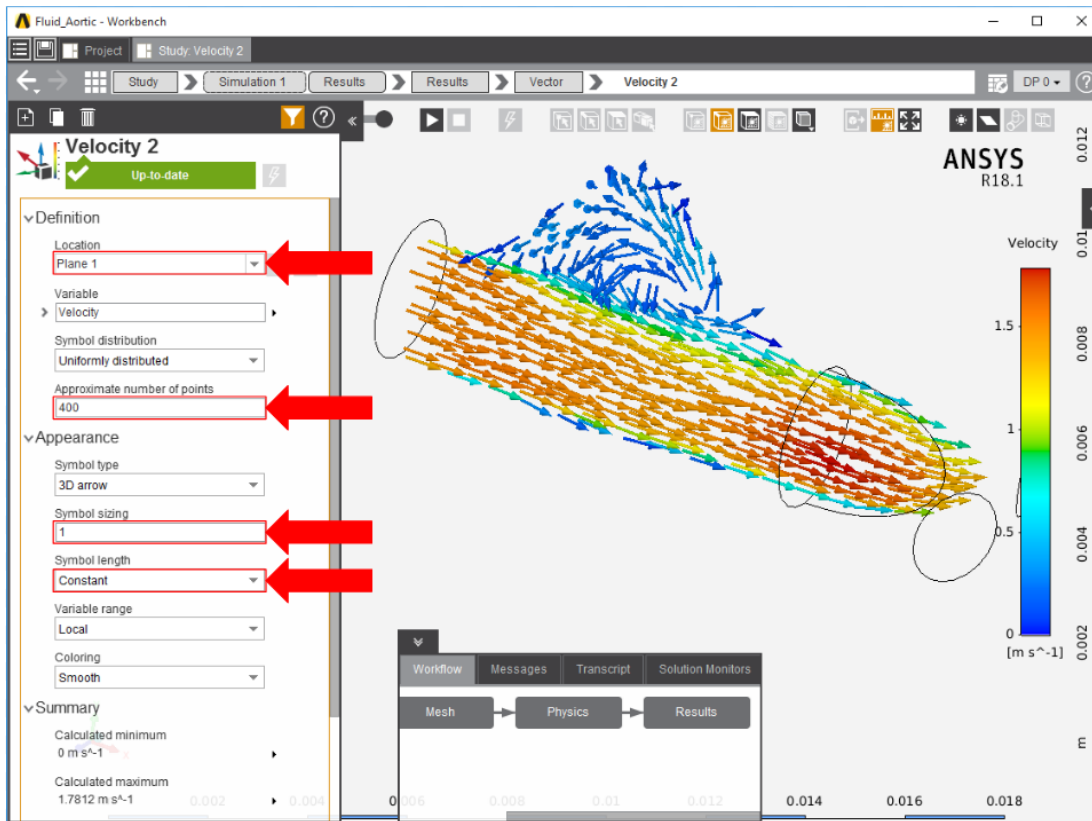 Fluid_Aortic - Workbench
Project
Study: Velocity 2
Study
Simulation 1
Results
Results
Vector
Velocity 2
DP 0
Velocity 2
Up-to-date
Definition
Location
Plane 1
Variable
Velocity
Symbol distribution
Uniformly distributed
Approximate number of points
400
Appearance
Symbol type
3D arrow
Symbol sizing
1
Symbol length
Constant
Variable range
Local
Coloring
Smooth
Summary
Calculated minimum
0 m s^-1
Calculated maximum
1.7812 m s^-1
ANSYS
R18.1
Velocity
1.5
1
0.5
0
[m s^-1]
0.012
0.01
0.008
0.006
0.004
0.002
m
Workflow
Messages
Transcript
Solution Monitors
Mesh
Physics
Results
0.002
0.004
0.006
0.008
0.01
0.012
0.014
0.016
0.018